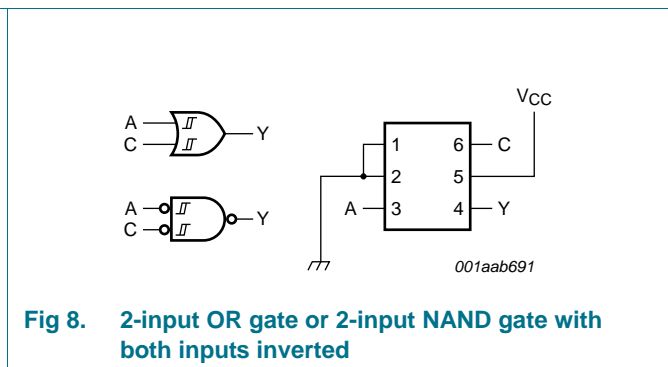 A
C
Y
A
C
Y
VCC
1
6
C
2
5
A
3
4
Y
001aab691
Fig 8. 2-input OR gate or 2-input NAND gate with
both inputs inverted